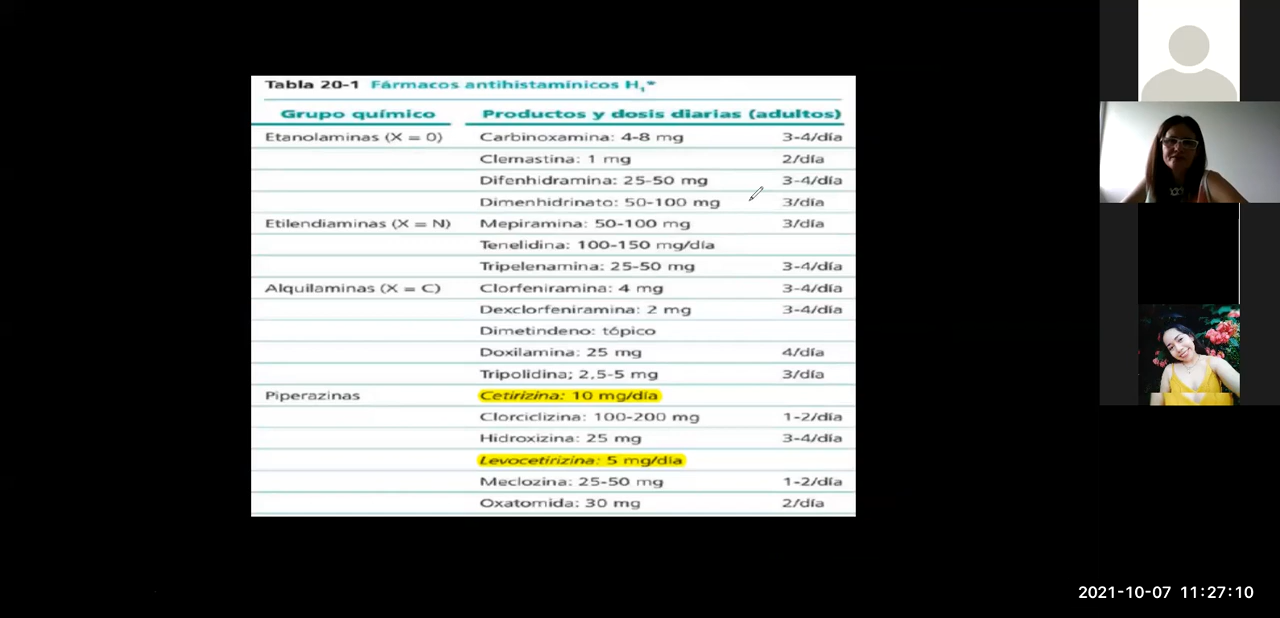 Tabla 20-1 Fármacos antihistamínicos H₁*
Grupo químico Productos y dosis diarias (adultos)
Etanolaminas (X = 0) Carbinoxamina: 4-8 mg 3-4/día
Clemastina: 1 mg 2/día
Difenhidramina: 25-50 mg 3-4/día
Dimenhidrinato: 50-100 mg 3/día
Etilendiaminas (X = N) Mepiramina: 50-100 mg 3/día
Tenelidina: 100-150 mg/día
Tripelenamina: 25-50 mg 3-4/día
Alquilaminas (X = C) Clorfeniramina: 4 mg 3-4/día
Dexclorfeniramina: 2 mg 3-4/día
Dimetindeno: tópico
Doxilamina: 25 mg 4/día
Tripolidina; 2,5-5 mg 3/día
Piperazinas Cetirizina: 10 mg/día
Clorciclizina: 100-200 mg 1-2/día
Hidroxizina: 25 mg 3-4/día
Levocetirizina: 5 mg/día
Meclozina: 25-50 mg 1-2/día
Oxatomida: 30 mg 2/día
2021-10-07 11:27:10